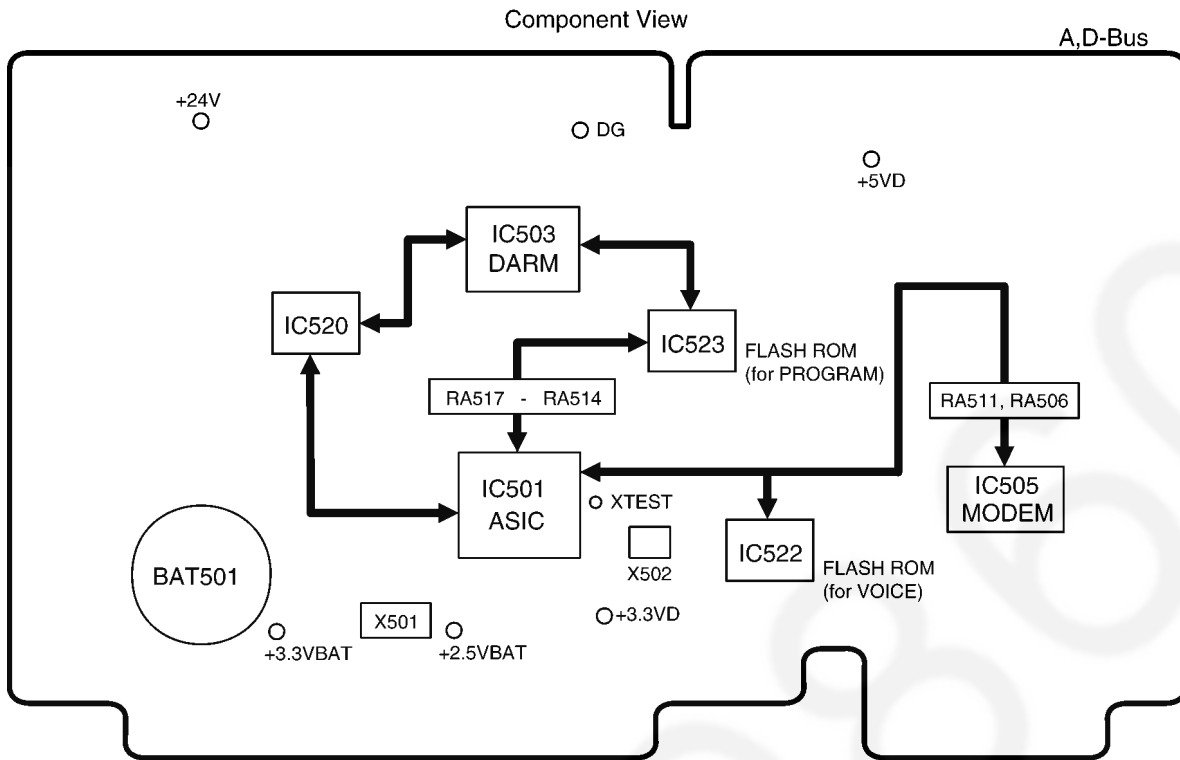 Component View
A,D-Bus
+24V
DG
+5VD
IC503
DARM
IC520
IC523
FLASH ROM
(for PROGRAM)
RA517 - RA514
RA511, RA506
IC501
ASIC
XTEST
IC505
MODEM
X502
IC522
FLASH ROM
(for VOICE)
BAT501
X501
+3.3VD
+3.3VBAT
+2.5VBAT